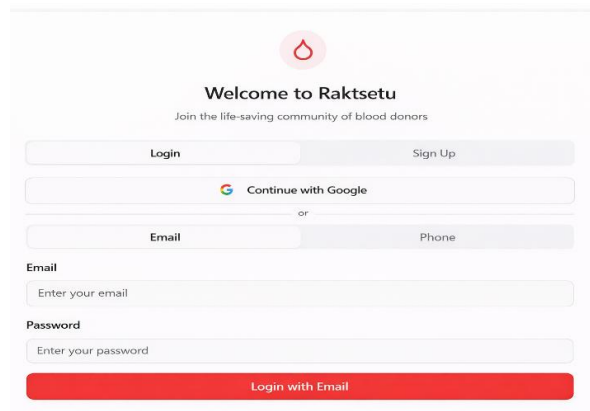 Welcome to Raktsetu
Join the life-saving community of blood donors
Login Sign Up
Continue with Google
or
Email Phone
Email
Enter your email
Password
Enter your password
Login with Email